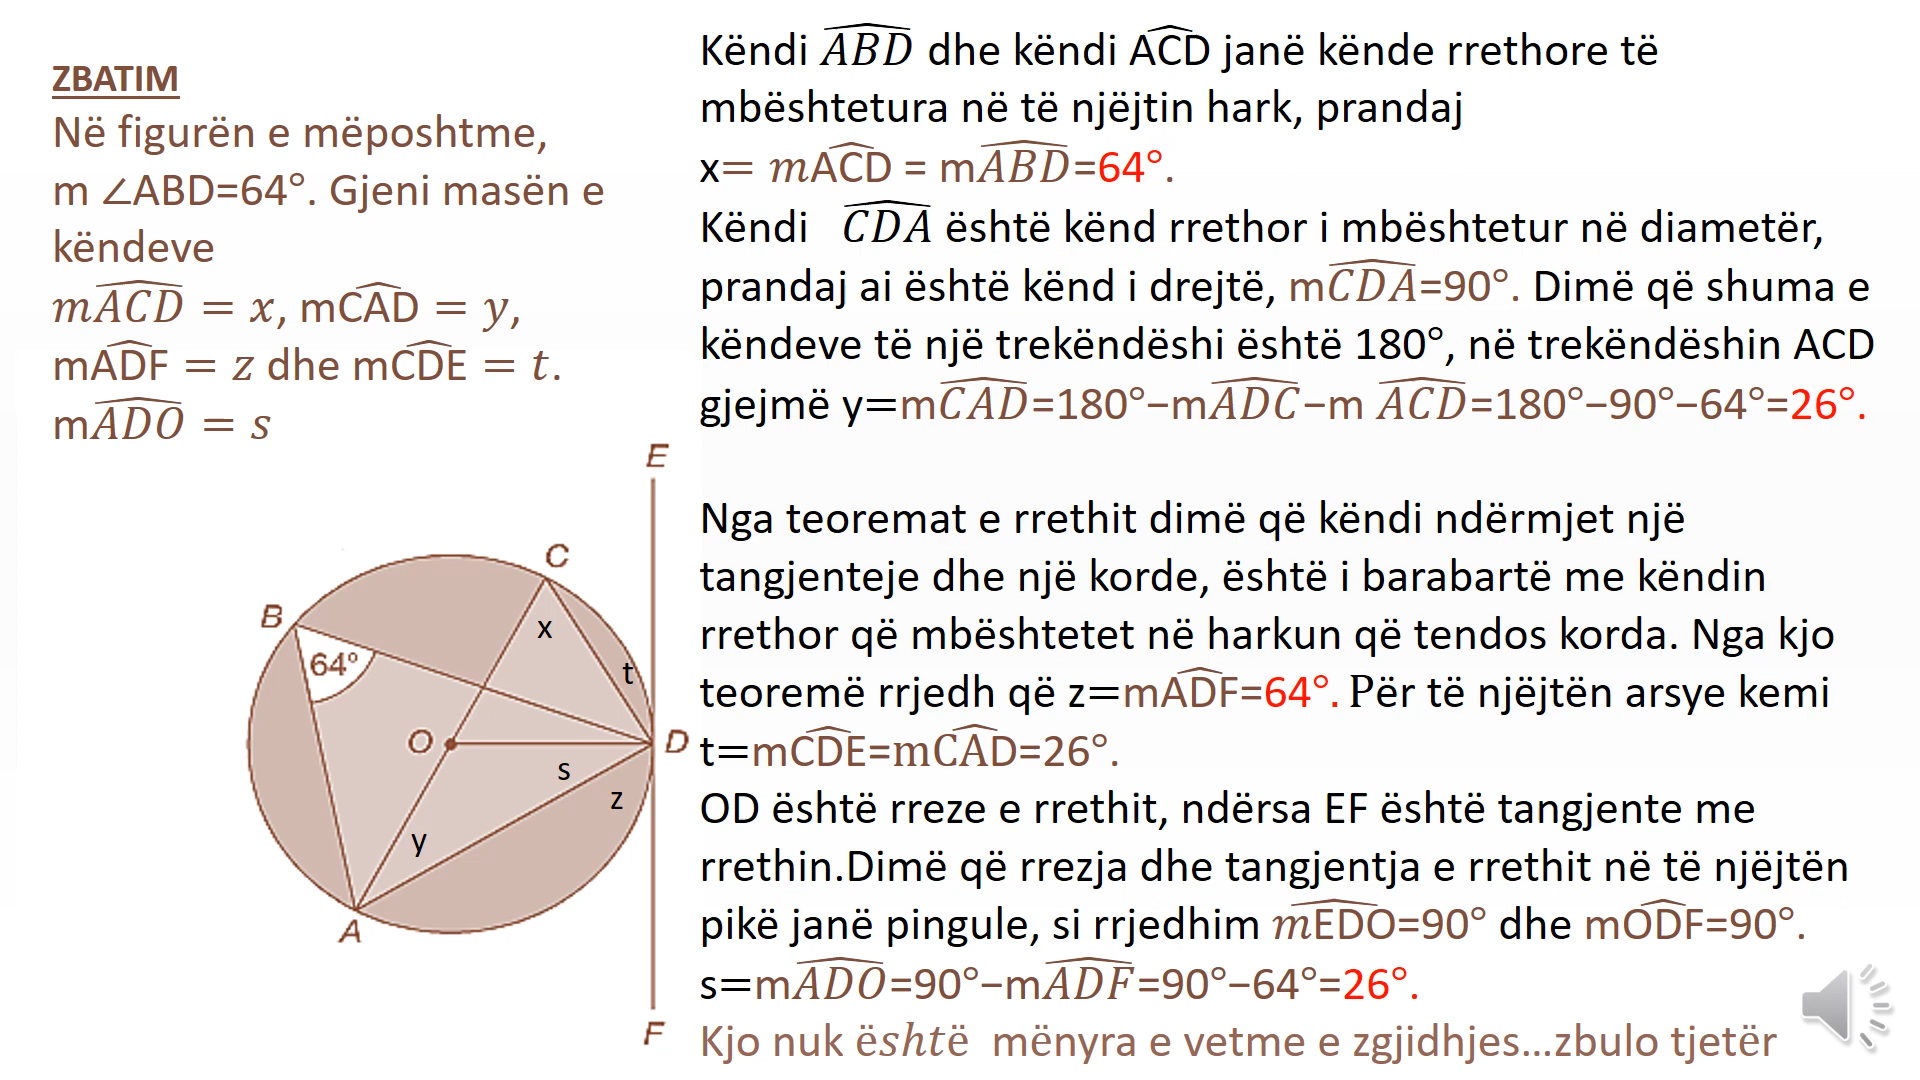 ZBATIM
Në figurën e mëposhtme,
m ∠ABD=64°. Gjeni masën e
këndeve
mACD = x, mCAD = y,
mADF = z dhe mCDE = t.
mADO = s
E
C
B
x
64°
t
O
D
s
z
y
A
F
Këndi ABD dhe këndi ACD janë kënde rrethore të
mbështetura në të njëjtin hark, prandaj
x= mACD = mABD=64°.
Këndi CDA është kënd rrethor i mbështetur në diametër,
prandaj ai është kënd i drejtë, mCDA=90°. Dimë që shuma e
këndeve të një trekëndëshi është 180°, në trekëndëshin ACD
gjejmë y=mCAD=180°−mADC−m ACD=180°−90°−64°=26°.
Nga teoremat e rrethit dimë që këndi ndërmjet një
tangjenteje dhe një korde, është i barabartë me këndin
rrethor që mbështetet në harkun që tendos korda. Nga kjo
teoremë rrjedh që z=mADF=64°. Për të njëjtën arsye kemi
t=mCDE=mCAD=26°.
OD është rreze e rrethit, ndërsa EF është tangjente me
rrethin.Dimë që rrezja dhe tangjentja e rrethit në të njëjtën
pikë janë pingule, si rrjedhim mEDO=90° dhe mODF=90°.
s=mADO=90°−mADF=90°−64°=26°.
Kjo nuk është mënyra e vetme e zgjidhjes...zbulo tjetër